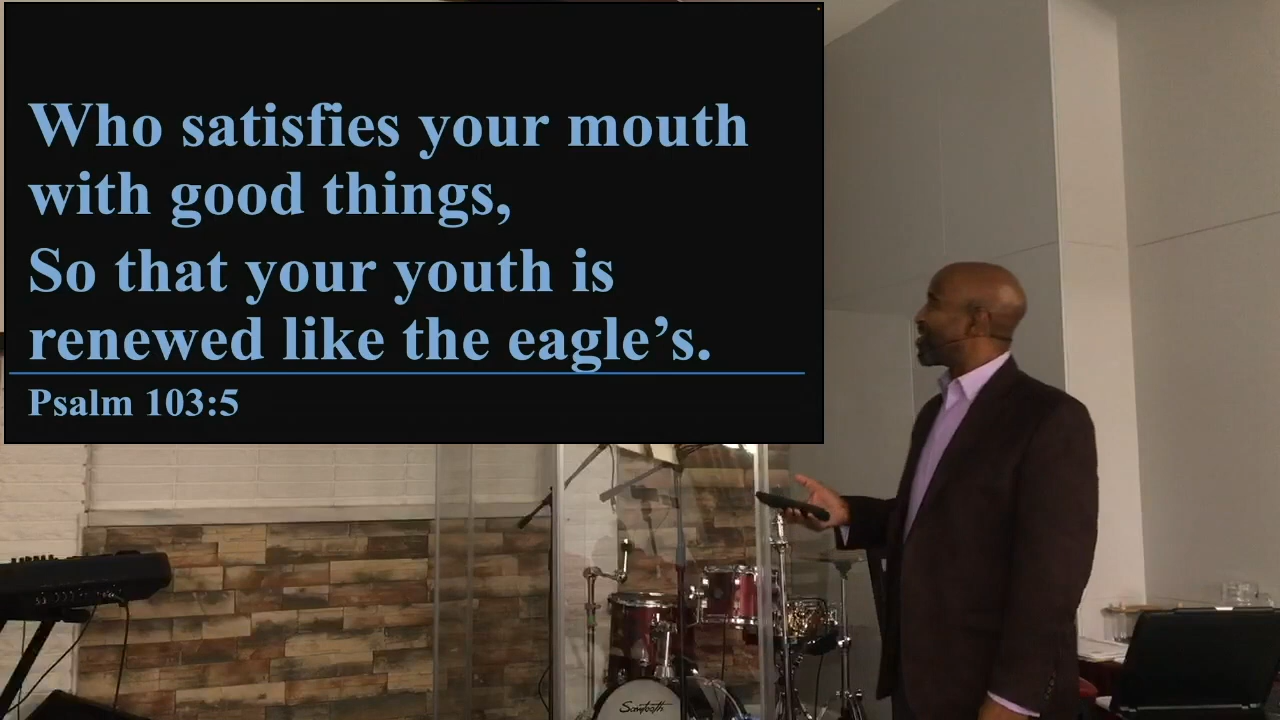 Who satisfies your mouth
with good things,
So that your youth is
renewed like the eagle’s.
Psalm 103:5
Sawtooth